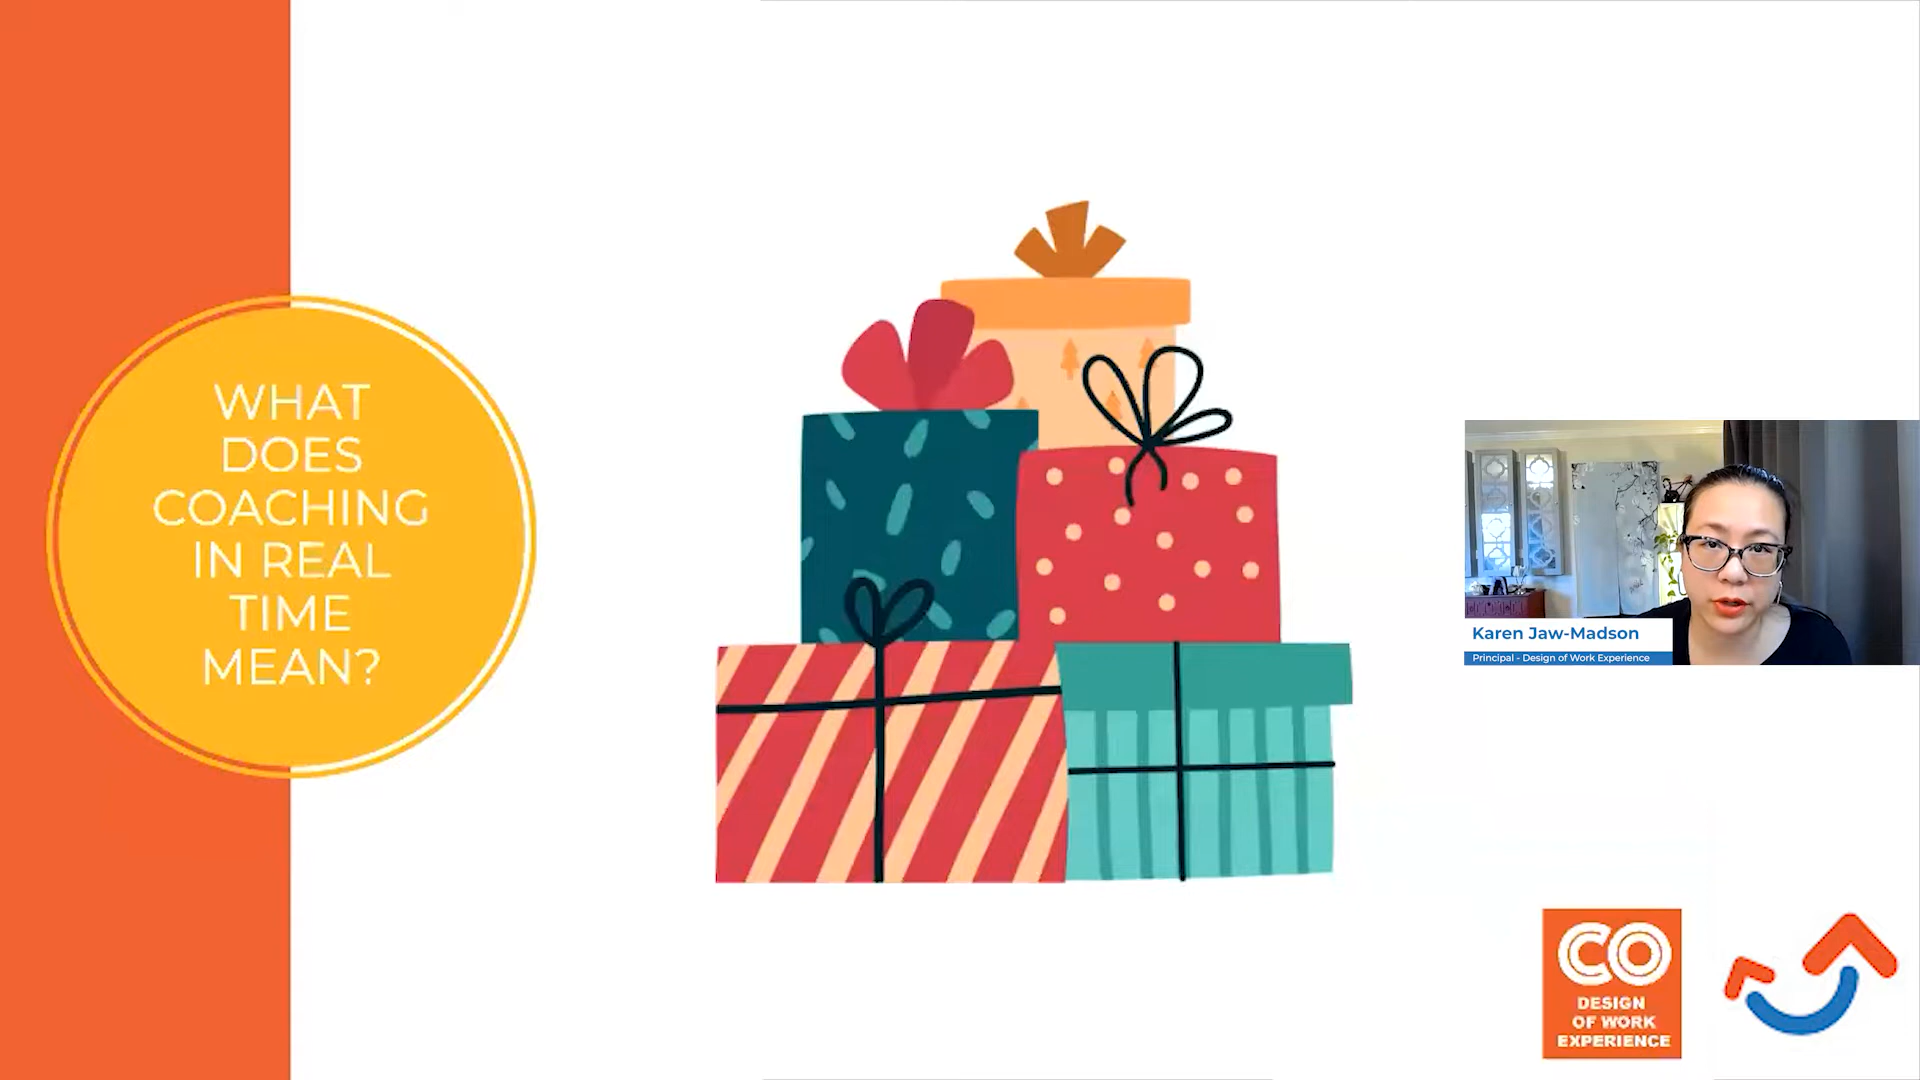 WHAT
DOES
COACHING
IN REAL
TIME
MEAN?
Karen Jaw-Madson
Principal - Design of Work Experience
CO
DESIGN
OF WORK
EXPERIENCE